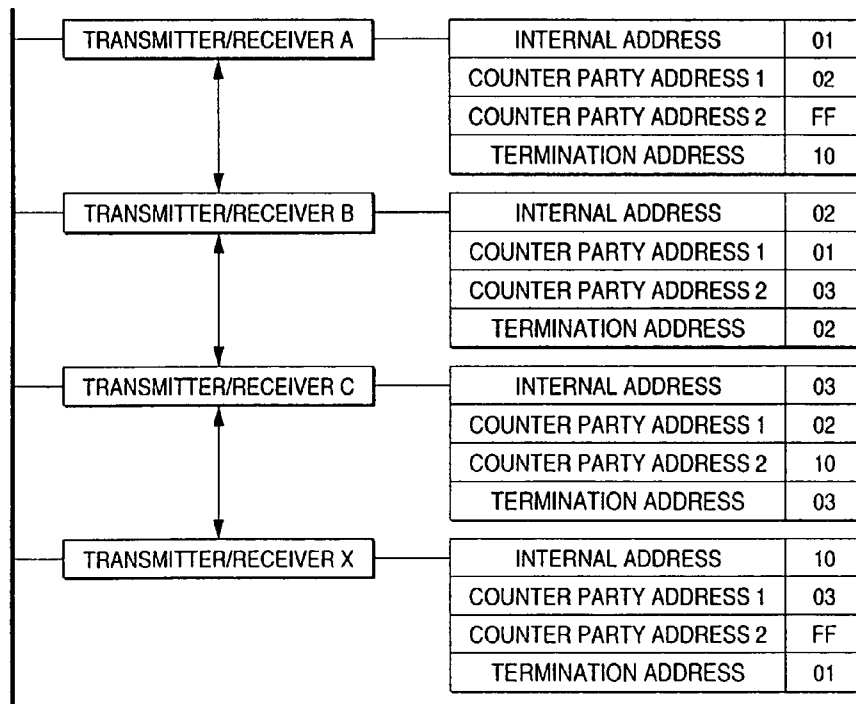 TRANSMITTER/RECEIVER A
INTERNAL ADDRESS 01
COUNTER PARTY ADDRESS 1 02
COUNTER PARTY ADDRESS 2 FF
TERMINATION ADDRESS 10
TRANSMITTER/RECEIVER B
INTERNAL ADDRESS 02
COUNTER PARTY ADDRESS 1 01
COUNTER PARTY ADDRESS 2 03
TERMINATION ADDRESS 02
TRANSMITTER/RECEIVER C
INTERNAL ADDRESS 03
COUNTER PARTY ADDRESS 1 02
COUNTER PARTY ADDRESS 2 10
TERMINATION ADDRESS 03
TRANSMITTER/RECEIVER X
INTERNAL ADDRESS 10
COUNTER PARTY ADDRESS 1 03
COUNTER PARTY ADDRESS 2 FF
TERMINATION ADDRESS 01